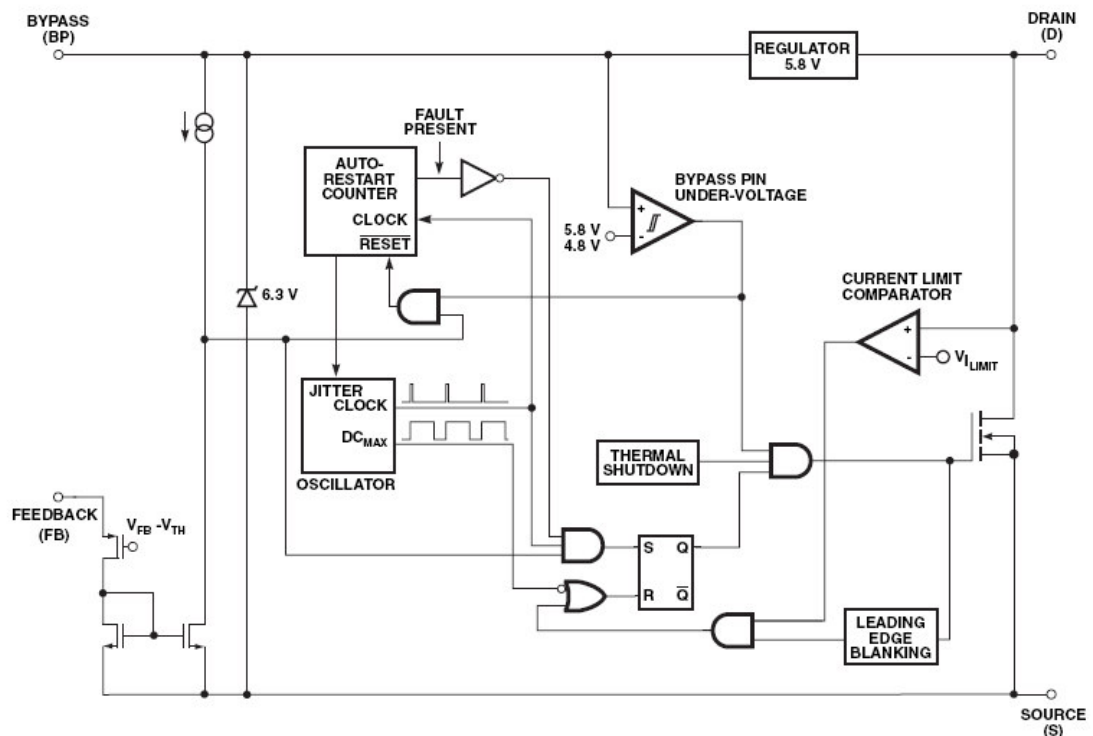 BYPASS
(BP)
DRAIN
(D)
REGULATOR
5.8 V
FAULT
PRESENT
AUTO-
RESTART
COUNTER
CLOCK
RESET
BYPASS PIN
UNDER-VOLTAGE
+
-
5.8 V
4.8 V
6.3 V
CURRENT LIMIT
COMPARATOR
+
-
VILIMIT
JITTER
CLOCK
DCMAX
OSCILLATOR
THERMAL
SHUTDOWN
FEEDBACK
(FB)
VFB -VTH
S Q
R Q
LEADING
EDGE
BLANKING
SOURCE
(S)